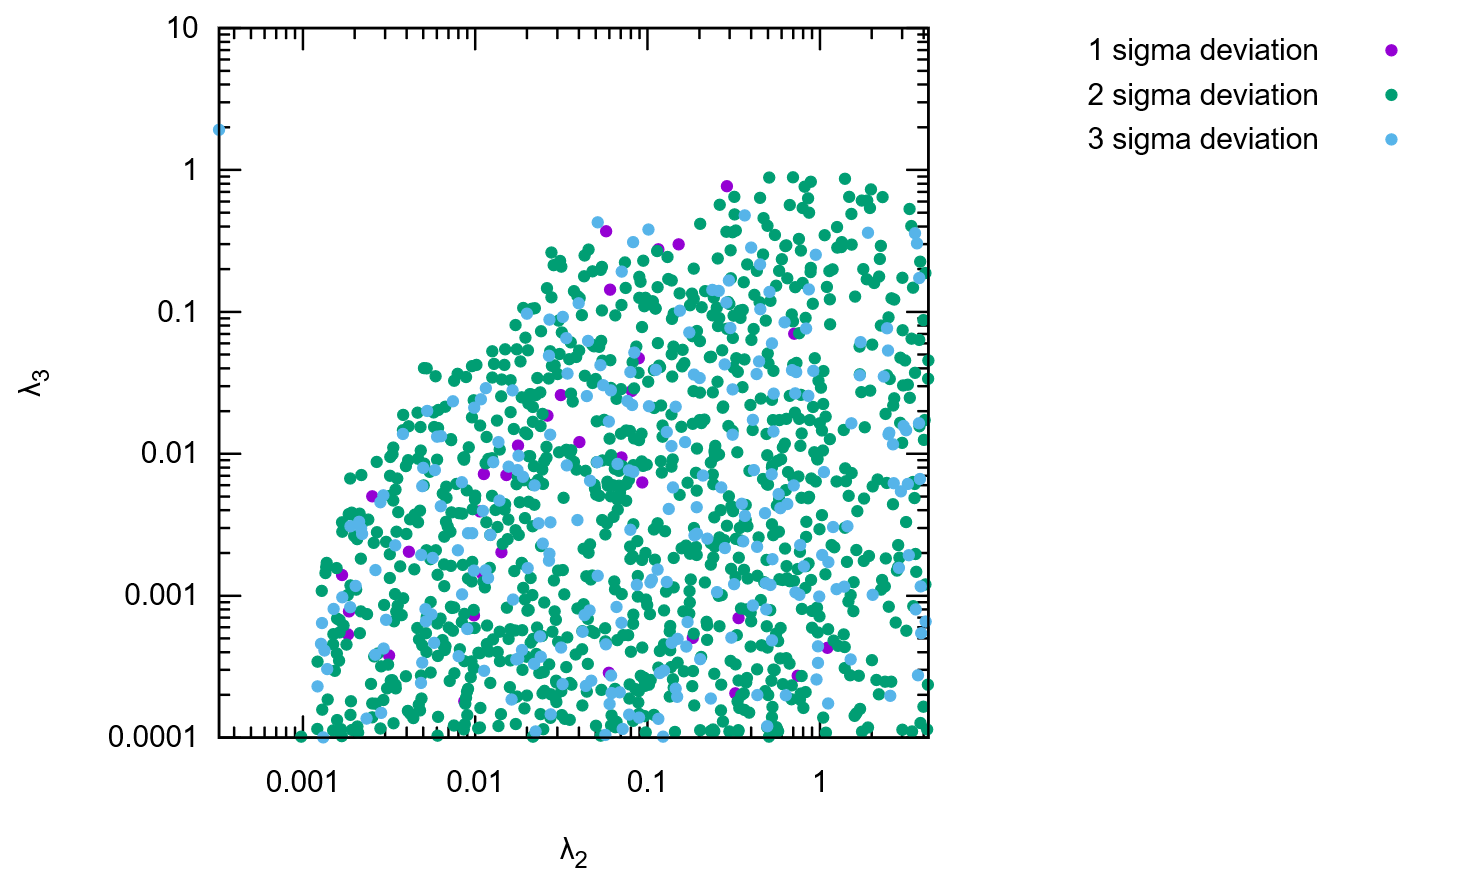 10
1
0.1
0.01
0.001
0.0001
0.001 0.01 0.1 1
λ3
λ2
1 sigma deviation
2 sigma deviation
3 sigma deviation